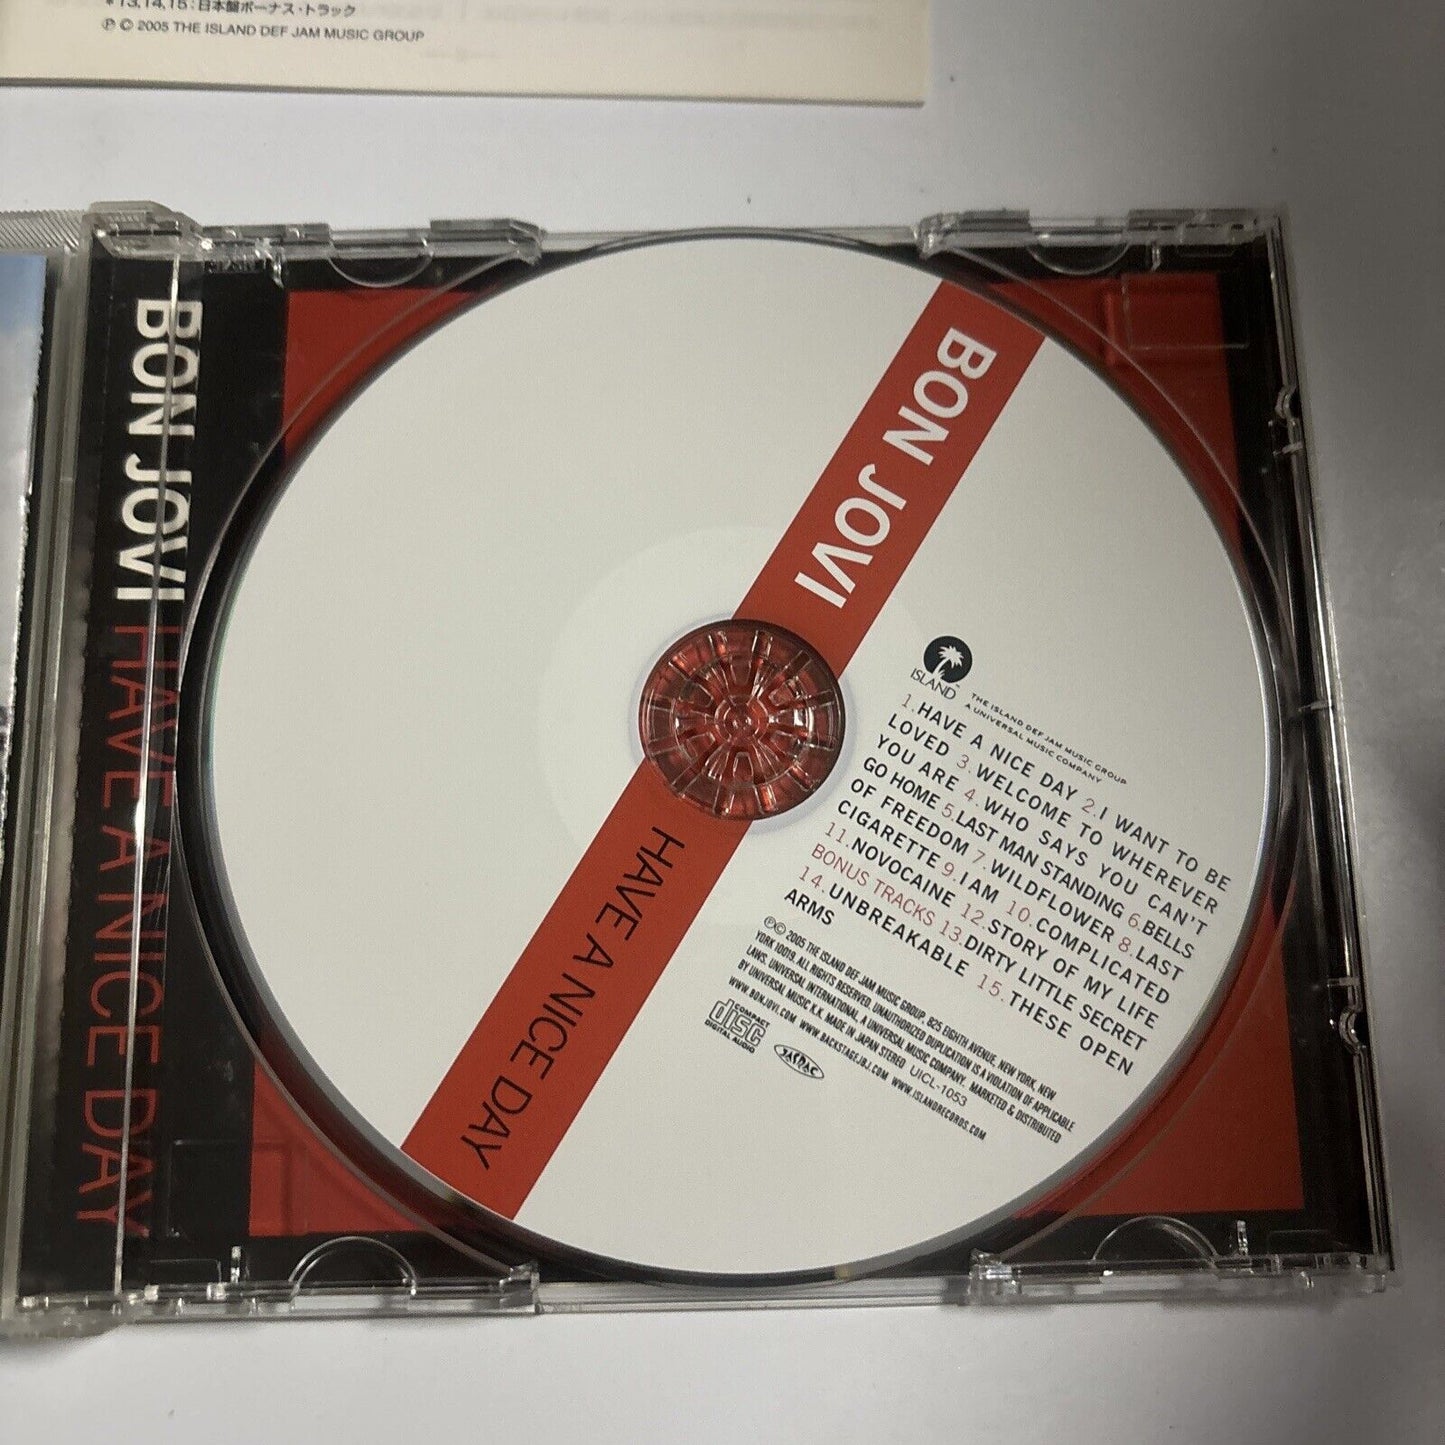 *13,14,15:日本盤ボーナス・トラック
℗ © 2005 THE ISLAND DEF JAM MUSIC GROUP
BON JOVI HAVE A NICE DAY
BON JOVI
HAVE A NICE DAY
ISLAND™
THE ISLAND DEF JAM MUSIC GROUP
A UNIVERSAL MUSIC COMPANY
1.HAVE A NICE DAY 2.I WANT TO BE
LOVED 3.WELCOME TO WHEREVER
YOU ARE 4.WHO SAYS YOU CAN'T
GO HOME 5.LAST MAN STANDING 6.BELLS
OF FREEDOM 7.WILDFLOWER 8.LAST
CIGARETTE 9.I AM 10.COMPLICATED
11.NOVOCAINE 12.STORY OF MY LIFE
BONUS TRACKS 13.DIRTY LITTLE SECRET
14.UNBREAKABLE 15.THESE OPEN
ARMS
℗© 2005 THE ISLAND DEF JAM MUSIC GROUP, 825 EIGHTH AVENUE, NEW YORK, NEW
YORK 10019. ALL RIGHTS RESERVED. UNAUTHORIZED DUPLICATION IS A VIOLATION OF APPLICABLE
LAWS. UNIVERSAL INTERNATIONAL, A UNIVERSAL MUSIC COMPANY. MARKETED & DISTRIBUTED
BY UNIVERSAL MUSIC K.K. MADE IN JAPAN STEREO UICL-1053
WWW.BONJOVI.COM WWW.BACKSTAGEJBJ.COM WWW.ISLANDRECORDS.COM
COMPACT
disc
DIGITAL AUDIO
JASRAC